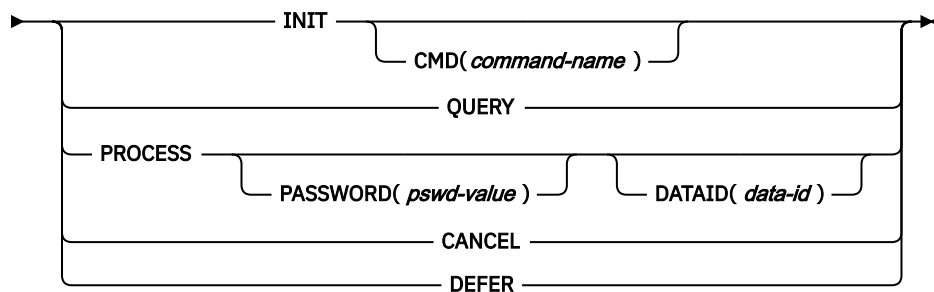 INIT
CMD( command-name )
QUERY
PROCESS
PASSWORD( pswd-value ) DATAID( data-id )
CANCEL
DEFER